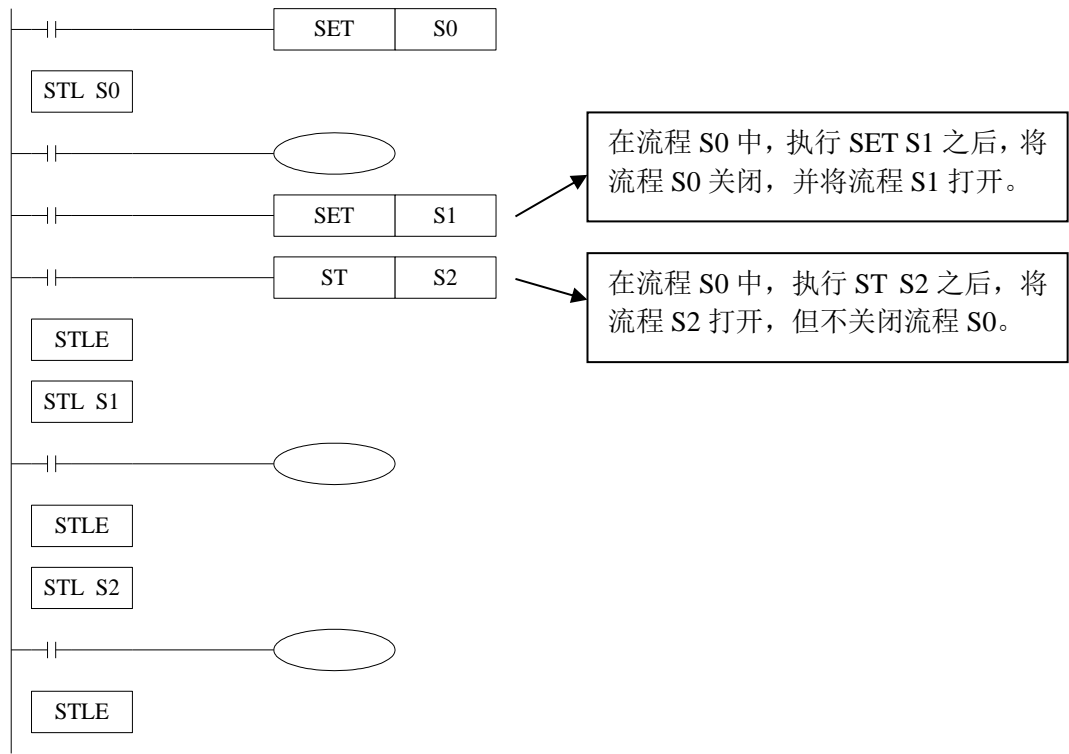 SET S0
STL S0
在流程 S0 中，执行 SET S1 之后，将
流程 S0 关闭，并将流程 S1 打开。
SET S1
ST S2
在流程 S0 中，执行 ST S2 之后，将
流程 S2 打开，但不关闭流程 S0。
STLE
STL S1
STLE
STL S2
STLE